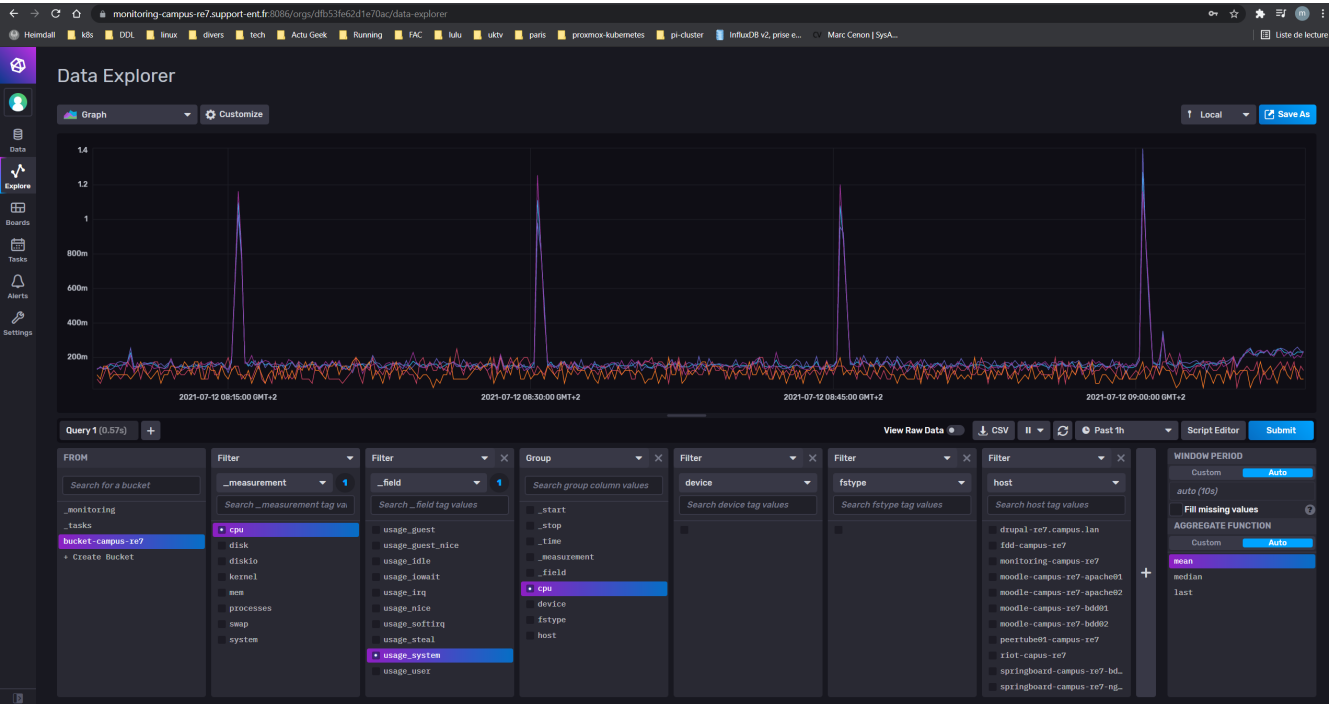 monitoring-campus-re7.support-ent.fr:8086/orgs/dfb53fe62d1e70ac/data-explorer
Heimdall k8s DDL linux divers tech Actu Geek Running FAC lulu uktv paris proxmox-kubernetes pi-cluster InfluxDB v2, prise e... CV Marc Cenon | SysA... Liste de lecture
Data Explorer
Graph Customize Local Save As
Data
Explore
Boards
Tasks
Alerts
Settings
1.4
1.2
1
800m
600m
400m
200m
2021-07-12 08:15:00 GMT+2 2021-07-12 08:30:00 GMT+2 2021-07-12 08:45:00 GMT+2 2021-07-12 09:00:00 GMT+2
Query 1 (0.57s) + View Raw Data CSV Past 1h Script Editor Submit
FROM
Search for a bucket
_monitoring
_tasks
bucket-campus-re7
+ Create Bucket
Filter
_measurement 1
Search _measurement tag va
cpu
disk
diskio
kernel
mem
processes
swap
system
Filter
_field 1
Search _field tag values
usage_guest
usage_guest_nice
usage_idle
usage_iowait
usage_irq
usage_nice
usage_softirq
usage_steal
usage_system
usage_user
Group
Search group column values
_start
_stop
_time
_measurement
_field
cpu
device
fstype
host
Filter
device
Search device tag values
Filter
fstype
Search fstype tag values
Filter
host
Search host tag values
drupal-re7.campus.lan
fdd-campus-re7
monitoring-campus-re7
moodle-campus-re7-apache01
moodle-campus-re7-apache02
moodle-campus-re7-bdd01
moodle-campus-re7-bdd02
peertube01-campus-re7
riot-capus-re7
springboard-campus-re7-bd…
springboard-campus-re7-ng…
+
WINDOW PERIOD
Custom Auto
auto (10s)
Fill missing values ?
AGGREGATE FUNCTION
Custom Auto
mean
median
last